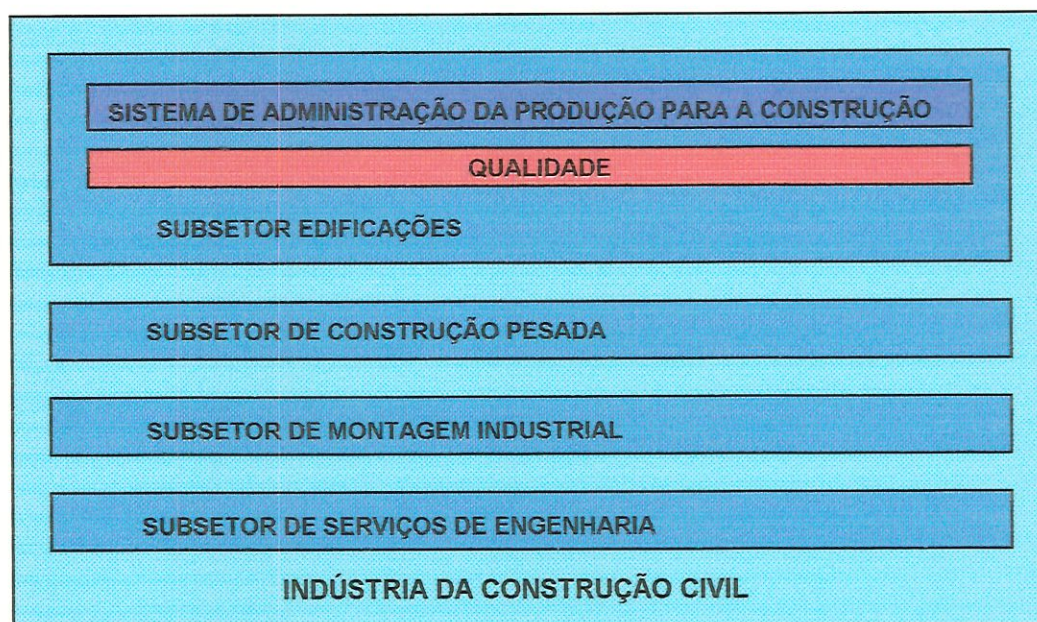 SISTEMA DE ADMINISTRAÇÃO DA PRODUÇÃO PARA A CONSTRUÇÃO
QUALIDADE
SUBSETOR EDIFICAÇÕES
SUBSETOR DE CONSTRUÇÃO PESADA
SUBSETOR DE MONTAGEM INDUSTRIAL
SUBSETOR DE SERVIÇOS DE ENGENHARIA
INDÚSTRIA DA CONSTRUÇÃO CIVIL